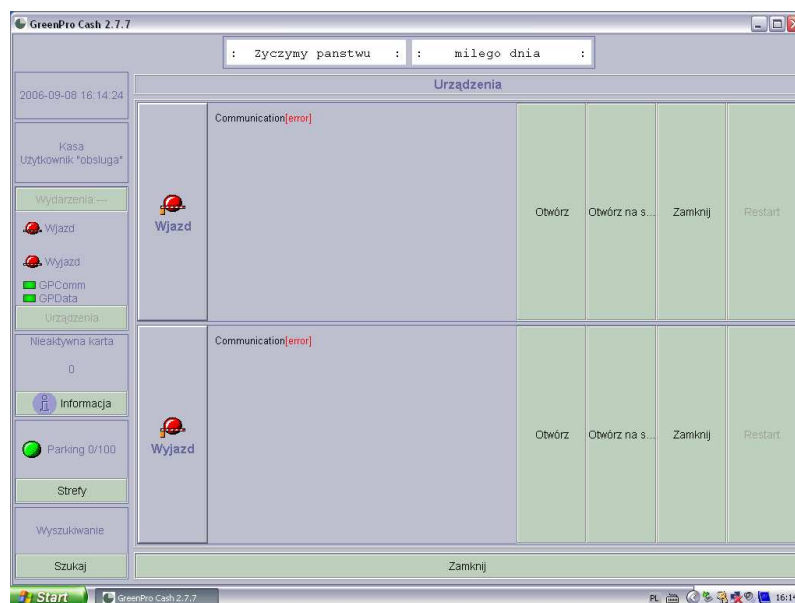 GreenPro Cash 2.7.7
: Zyczymy panstwu : : milego dnia :
2006-09-08 16:14:24
Urządzenia
Kasa
Użytkownik "obsluga"
Wydarzenia:---
Wjazd
Wyjazd
GPComm
GPData
Urządzenia
Nieaktywna karta
0
Informacja
Parking 0/100
Strefy
Wyszukiwanie
Szukaj
Wjazd
Communication[error]
Otwórz
Otwórz na s...
Zamknij
Restart
Wyjazd
Communication[error]
Otwórz
Otwórz na s...
Zamknij
Restart
Zamknij
Start
GreenPro Cash 2.7.7
PL
16:14